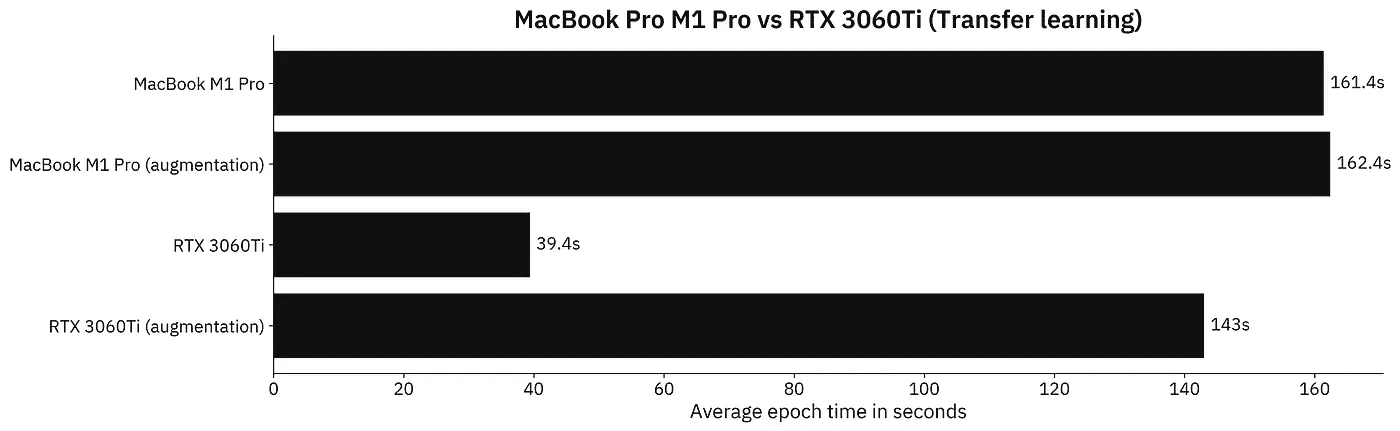 MacBook Pro M1 Pro vs RTX 3060Ti (Transfer learning)
MacBook M1 Pro 161.4s
MacBook M1 Pro (augmentation) 162.4s
RTX 3060Ti 39.4s
RTX 3060Ti (augmentation) 143s
0 20 40 60 80 100 120 140 160
Average epoch time in seconds